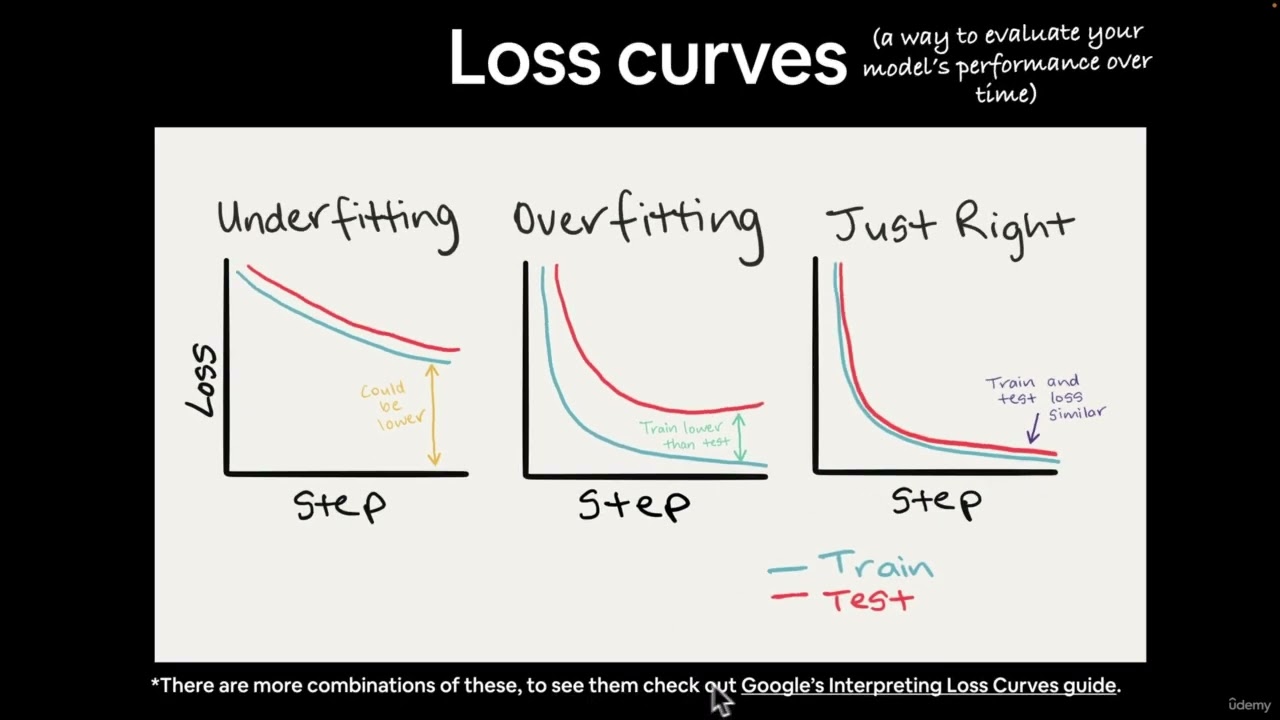 Loss curves
(a way to evaluate your
model's performance over
time)
Underfitting
Overfitting
Just Right
Loss
Could
be
lower
Step
Train lower
than test
Step
Train and
test loss
similar
Step
Train
Test
*There are more combinations of these, to see them check out Google's Interpreting Loss Curves guide.
ûdemy